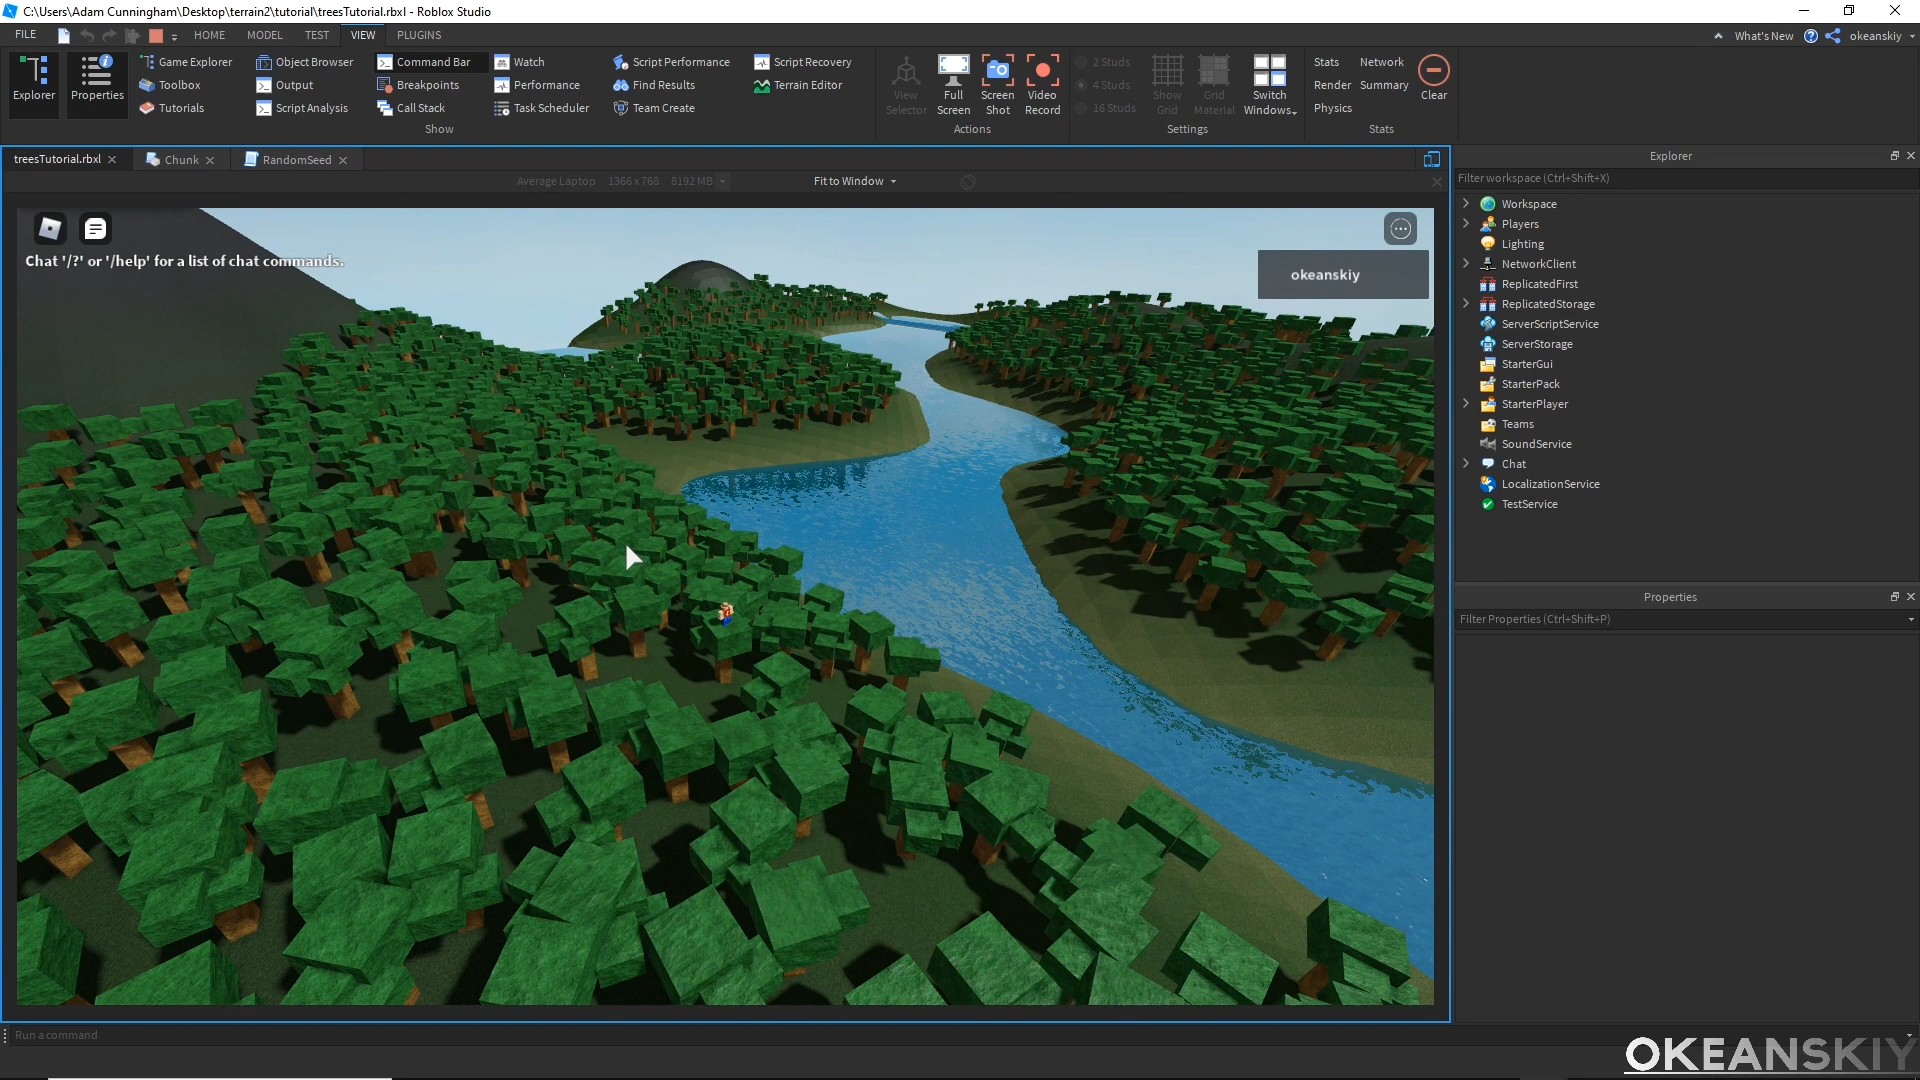 C:\Users\Adam Cunningham\Desktop\terrain2\tutorial\treesTutorial.rbxl - Roblox Studio
FILE HOME MODEL TEST VIEW PLUGINS What's New okeanskiy
Explorer
Properties
Game Explorer
Toolbox
Tutorials
Object Browser
Output
Script Analysis
Command Bar
Breakpoints
Call Stack
Watch
Performance
Task Scheduler
Script Performance
Find Results
Team Create
Script Recovery
Terrain Editor
Show
View
Selector
Full
Screen
Screen
Shot
Video
Record
Actions
2 Studs
4 Studs
16 Studs
Show
Grid
Grid
Material
Switch
Windows
Settings
Stats
Render
Physics
Network
Summary
Clear
Stats
treesTutorial.rbxl Chunk RandomSeed
Average Laptop 1366 x 768 8192 MB Fit to Window
Chat '/?' or '/help' for a list of chat commands.
okeanskiy
Explorer
Filter workspace (Ctrl+Shift+X)
Workspace
Players
Lighting
NetworkClient
ReplicatedFirst
ReplicatedStorage
ServerScriptService
ServerStorage
StarterGui
StarterPack
StarterPlayer
Teams
SoundService
Chat
LocalizationService
TestService
Properties
Filter Properties (Ctrl+Shift+P)
Run a command
OKEANSKIY